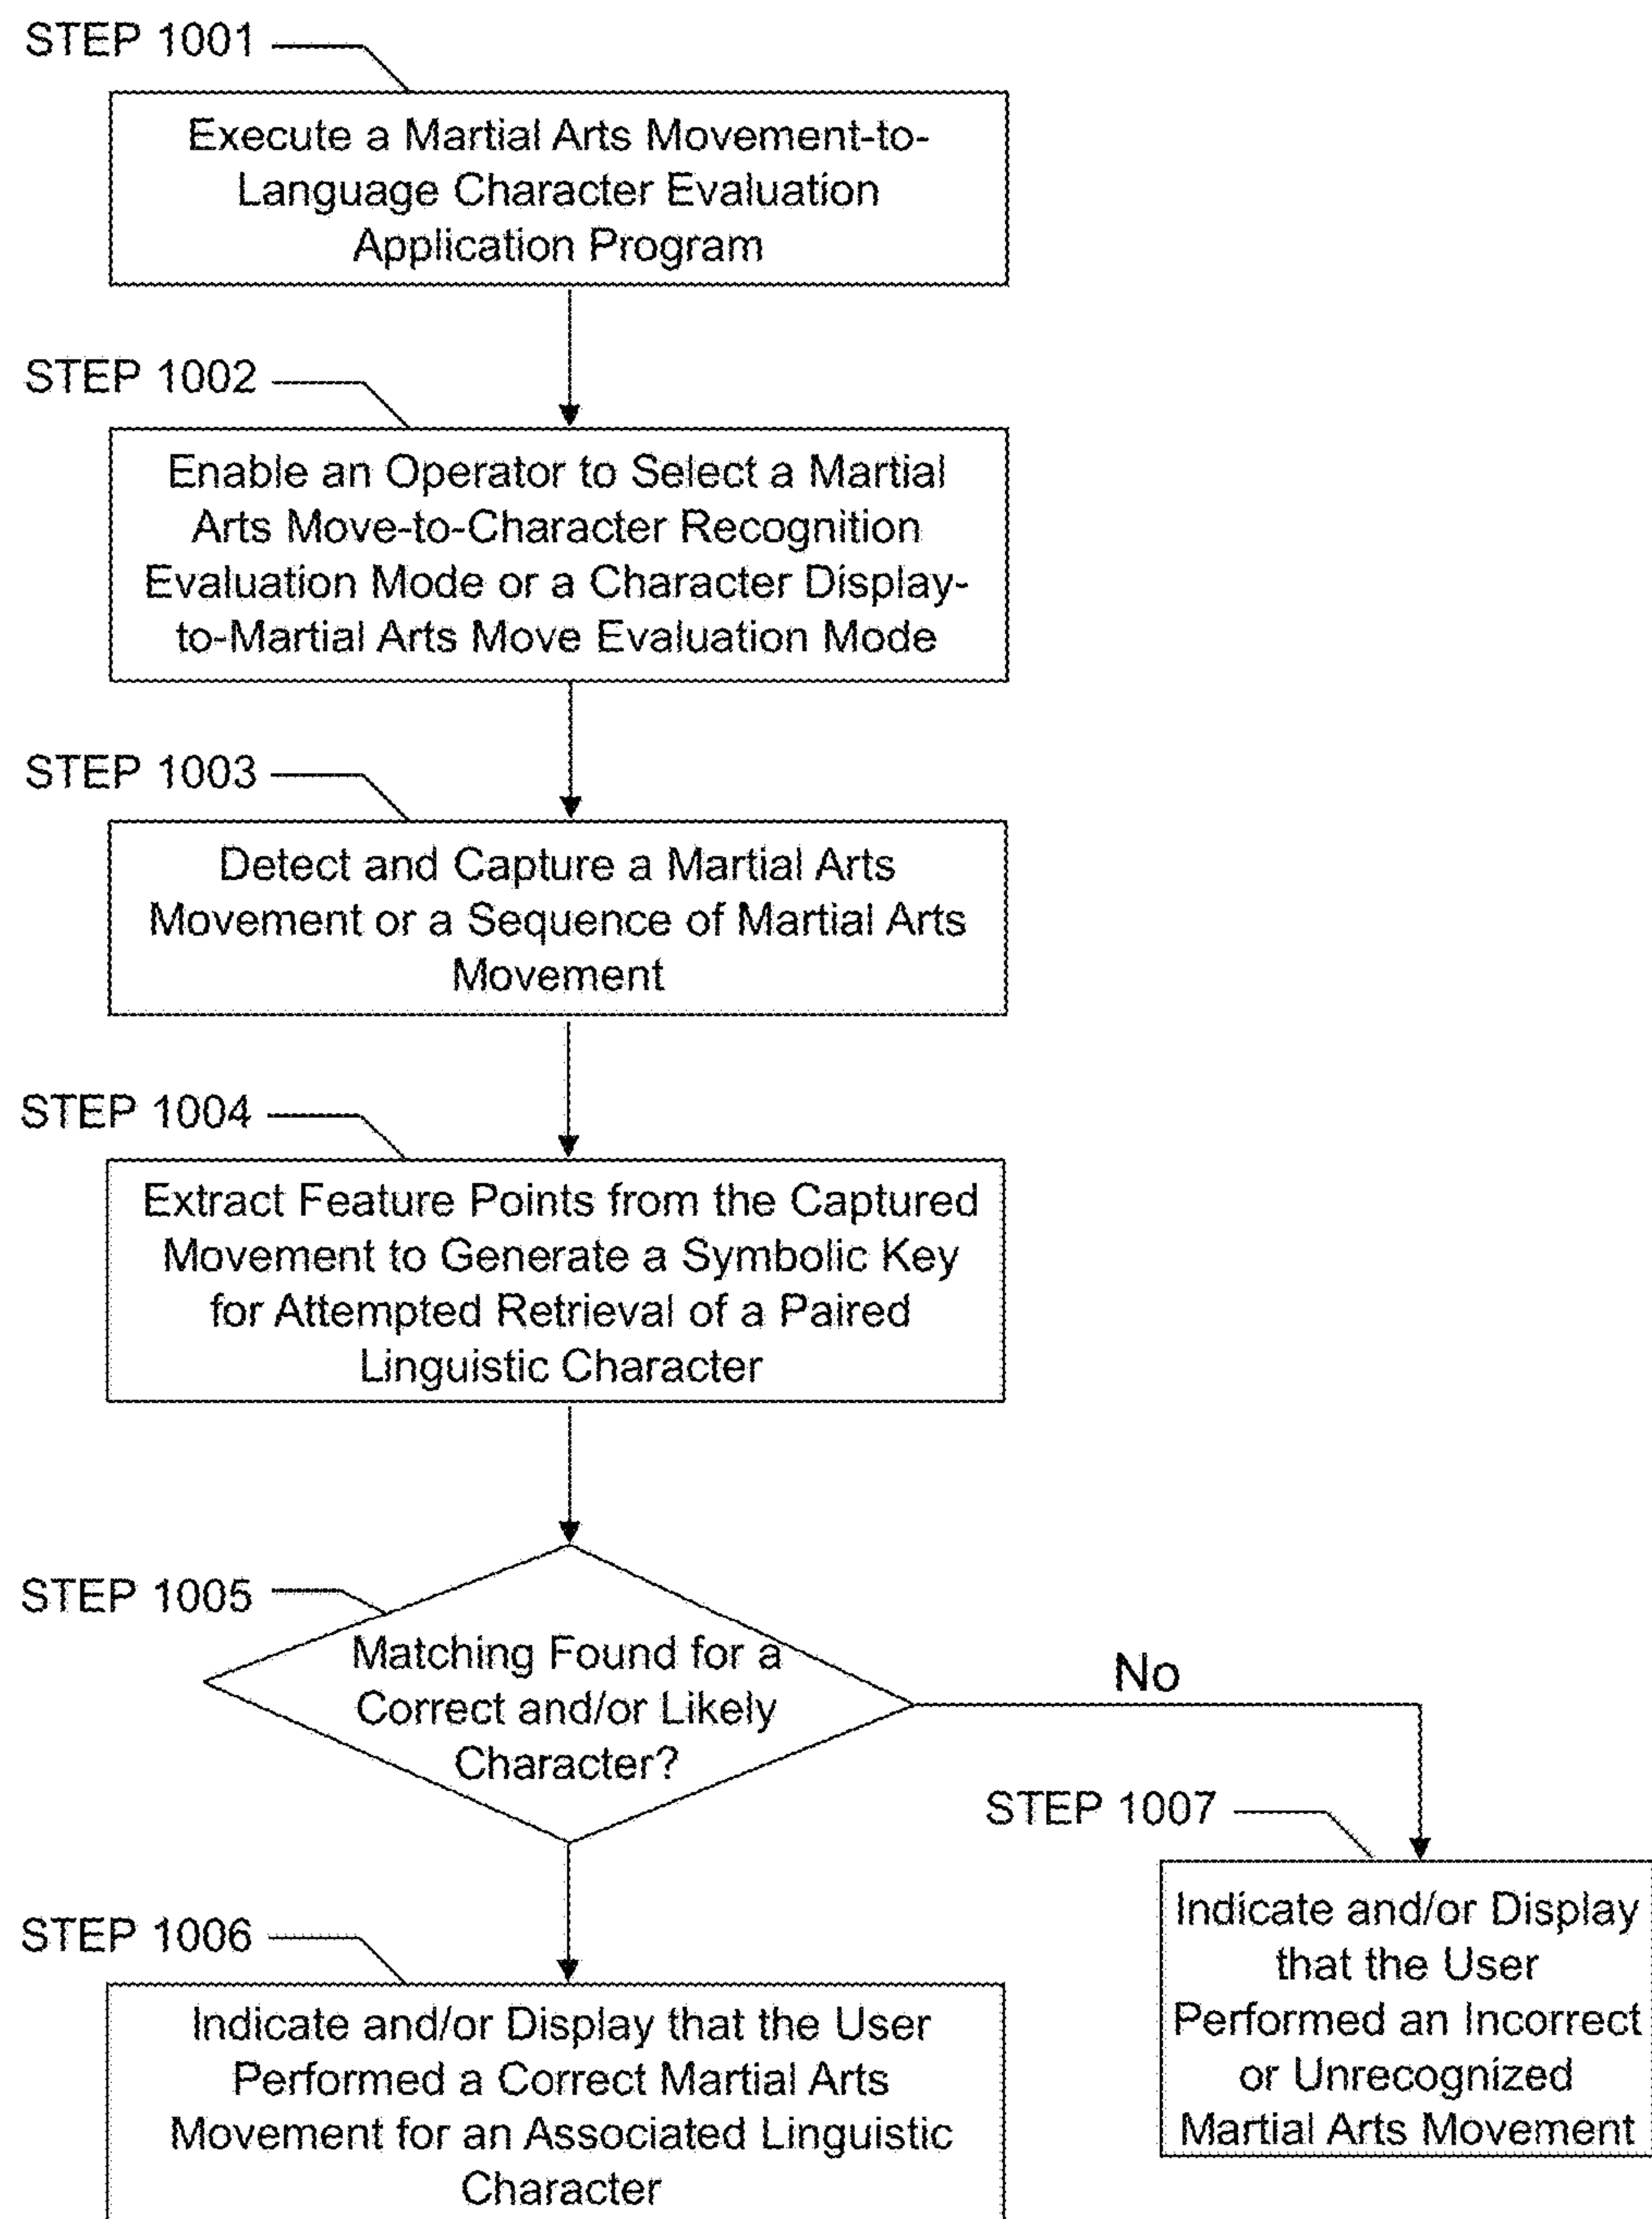 STEP 1001
Execute a Martial Arts Movement-to-
Language Character Evaluation
Application Program
STEP 1002
Enable an Operator to Select a Martial
Arts Move-to-Character Recognition
Evaluation Mode or a Character Display-
to-Martial Arts Move Evaluation Mode
STEP 1003
Detect and Capture a Martial Arts
Movement or a Sequence of Martial Arts
Movement
STEP 1004
Extract Feature Points from the Captured
Movement to Generate a Symbolic Key
for Attempted Retrieval of a Paired
Linguistic Character
STEP 1005
Matching Found for a
Correct and/or Likely
Character?
No
STEP 1006
Indicate and/or Display that the User
Performed a Correct Martial Arts
Movement for an Associated Linguistic
Character
STEP 1007
Indicate and/or Display
that the User
Performed an Incorrect
or Unrecognized
Martial Arts Movement